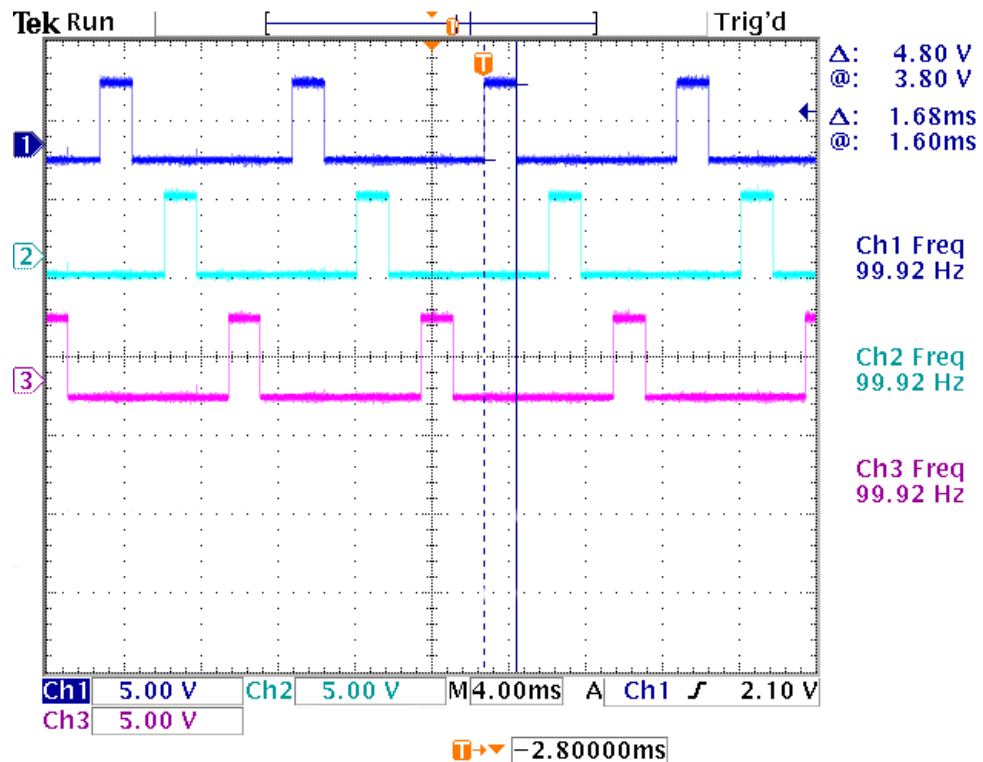 Tek Run Trig'd
T
T
Δ: 4.80 V
@: 3.80 V
Δ: 1.68ms
@: 1.60ms
1
2
3
Ch1 Freq
99.92 Hz
Ch2 Freq
99.92 Hz
Ch3 Freq
99.92 Hz
Ch1 5.00 V Ch2 5.00 V M 4.00ms A Ch1 2.10 V
Ch3 5.00 V
T→▼ −2.80000ms